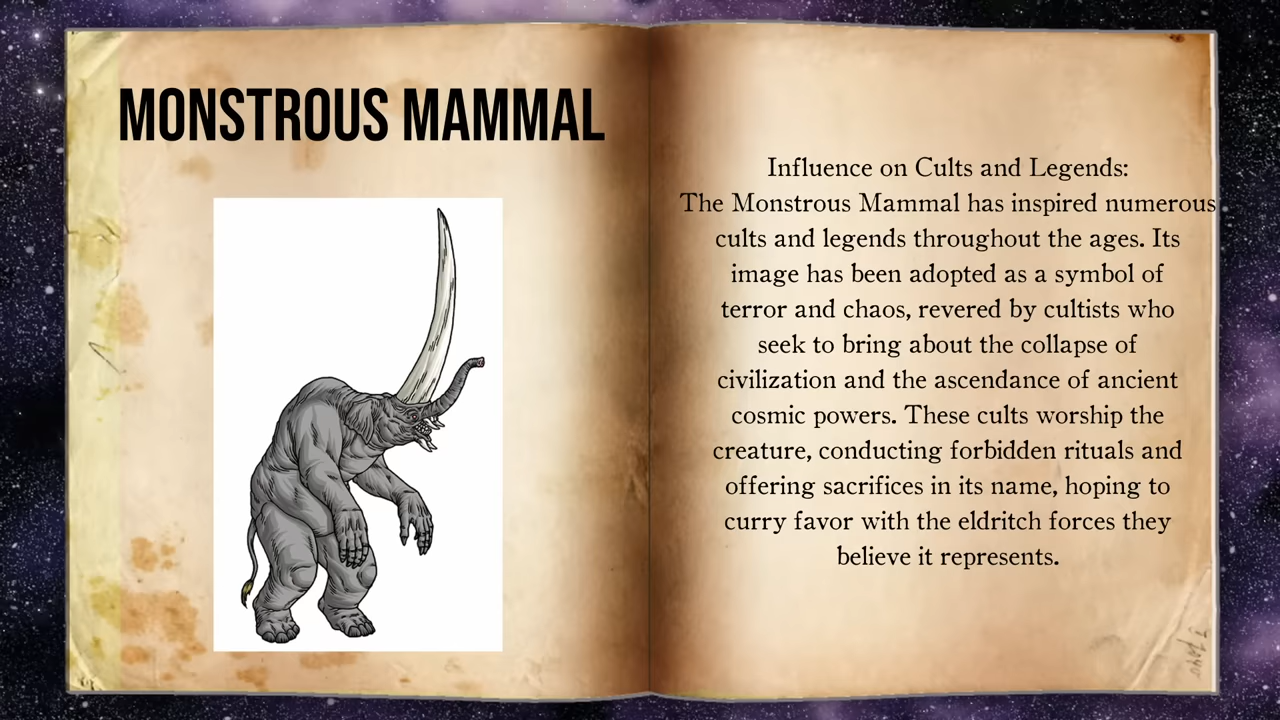 MONSTROUS MAMMAL
Influence on Cults and Legends:
The Monstrous Mammal has inspired numerous
cults and legends throughout the ages. Its
image has been adopted as a symbol of
terror and chaos, revered by cultists who
seek to bring about the collapse of
civilization and the ascendance of ancient
cosmic powers. These cults worship the
creature, conducting forbidden rituals and
offering sacrifices in its name, hoping to
curry favor with the eldritch forces they
believe it represents.